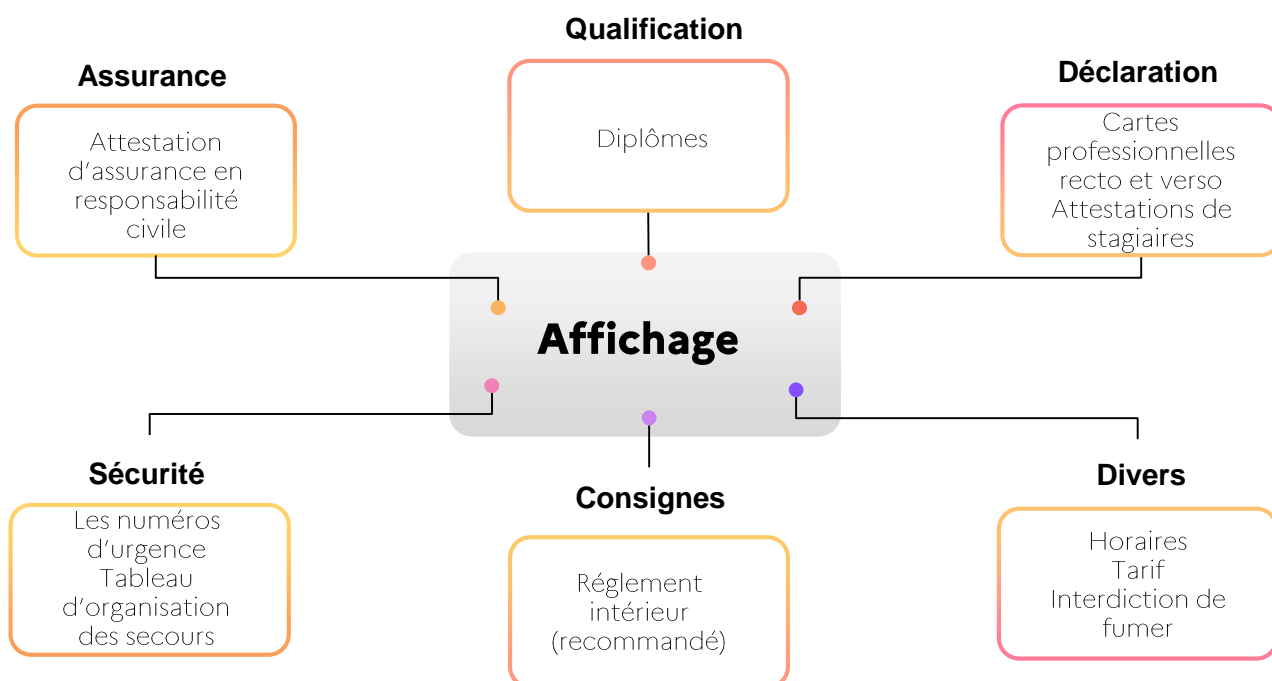 Qualification
Diplômes
Assurance
Attestation
d'assurance en
responsabilité
civile
Déclaration
Cartes
professionnelles
recto et verso
Attestations de
stagiaires
Affichage
Sécurité
Les numéros
d'urgence
Tableau
d'organisation
des secours
Consignes
Réglement
intérieur
(recommandé)
Divers
Horaires
Tarif
Interdiction de
fumer